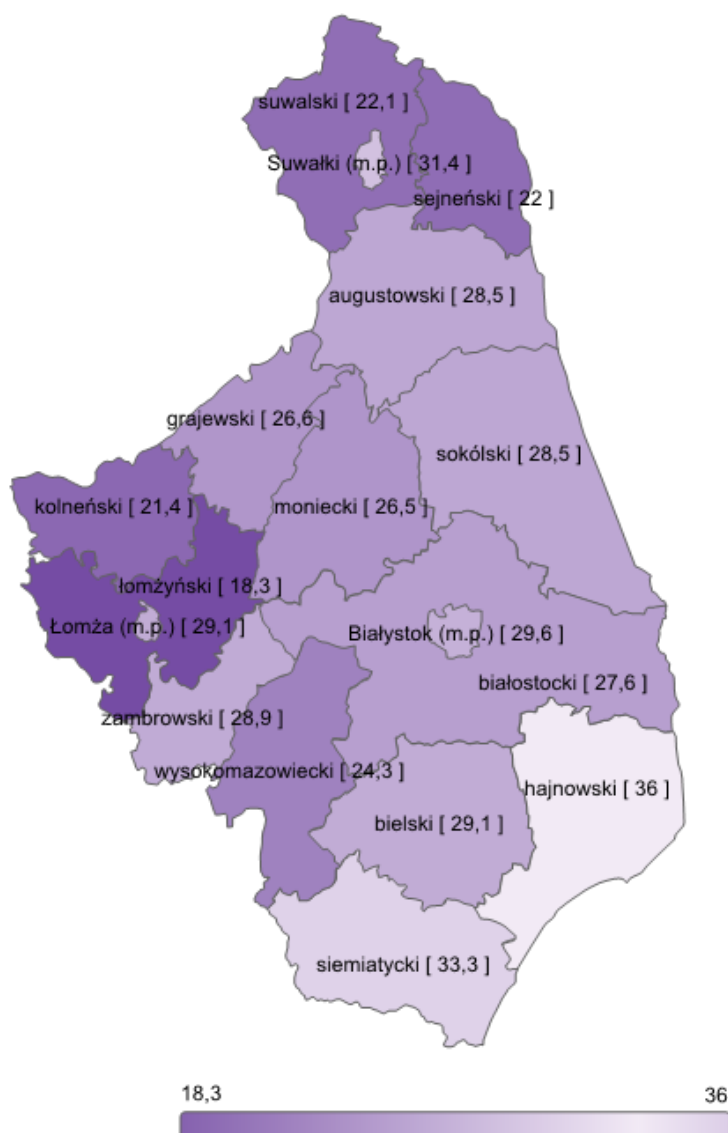 suwalski [ 22,1 ]
Suwałki (m.p.) [ 31,4 ]
sejneński [ 22 ]
augustowski [ 28,5 ]
grajewski [ 26,6 ]
sokólski [ 28,5 ]
kolneński [ 21,4 ]
moniecki [ 26,5 ]
łomżyński [ 18,3 ]
Łomża (m.p.) [ 29,1 ]
Białystok (m.p.) [ 29,6 ]
białostocki [ 27,6 ]
zambrowski [ 28,9 ]
wysokomazowiecki [ 24,3 ]
hajnowski [ 36 ]
bielski [ 29,1 ]
siemiatycki [ 33,3 ]
18,3 36